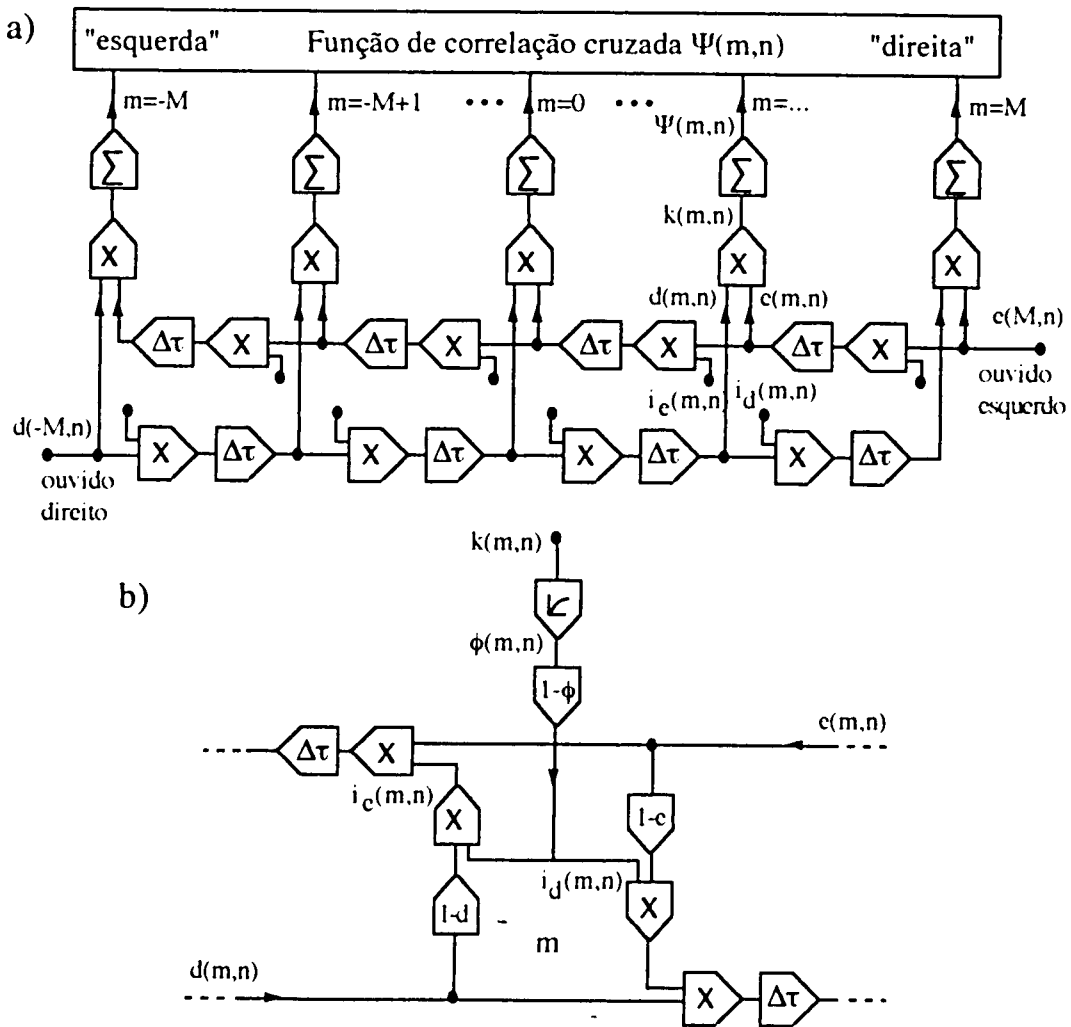 a)
"esquerda" Função de correlação cruzada Ψ(m,n) "direita"
m=-M m=-M+1 ••• m=0 ••• m=... m=M
Ψ(m,n)
Σ Σ Σ Σ Σ
k(m,n)
X X X X X
d(m,n) e(m,n)
e(M,n)
Δτ X Δτ X Δτ X Δτ X
ouvido
esquerdo
i_e(m,n) i_d(m,n)
d(-M,n)
X Δτ X Δτ X Δτ X Δτ
ouvido
direito
k(m,n)
b)
ϕ(m,n)
1-ϕ
e(m,n)
Δτ X
i_e(m,n)
1-e
X
i_d(m,n)
X
1-d
m
d(m,n)
X Δτ